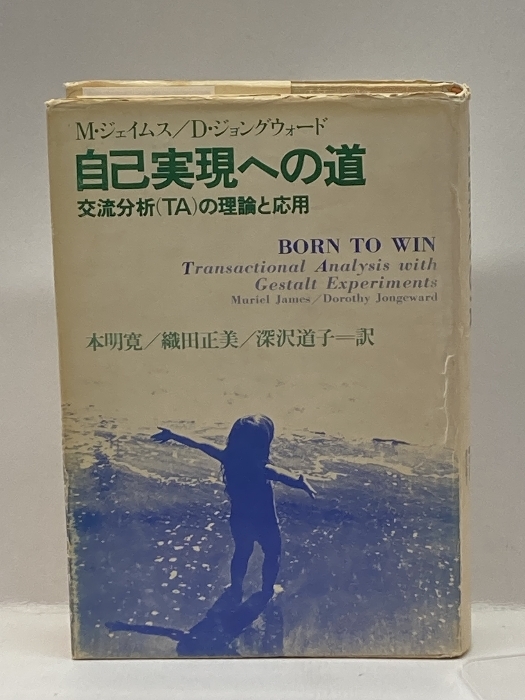 M・ジェイムス/D・ジョングウォード
自己実現への道
交流分析(TA)の理論と応用
BORN TO WIN
Transactional Analysis with
Gestalt Experiments
Muriel James/Dorothy Jongeward
本明寛/織田正美/深沢道子=訳